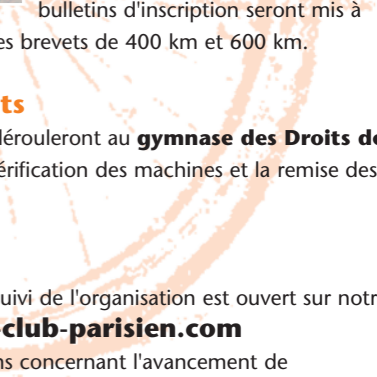 bulletins d'inscription seront mis à
es brevets de 400 km et 600 km.
ts
dérouleront au gymnase des Droits de
érification des machines et la remise des
uivi de l'organisation est ouvert sur notr
-club-parisien.com
ns concernant l'avancement de